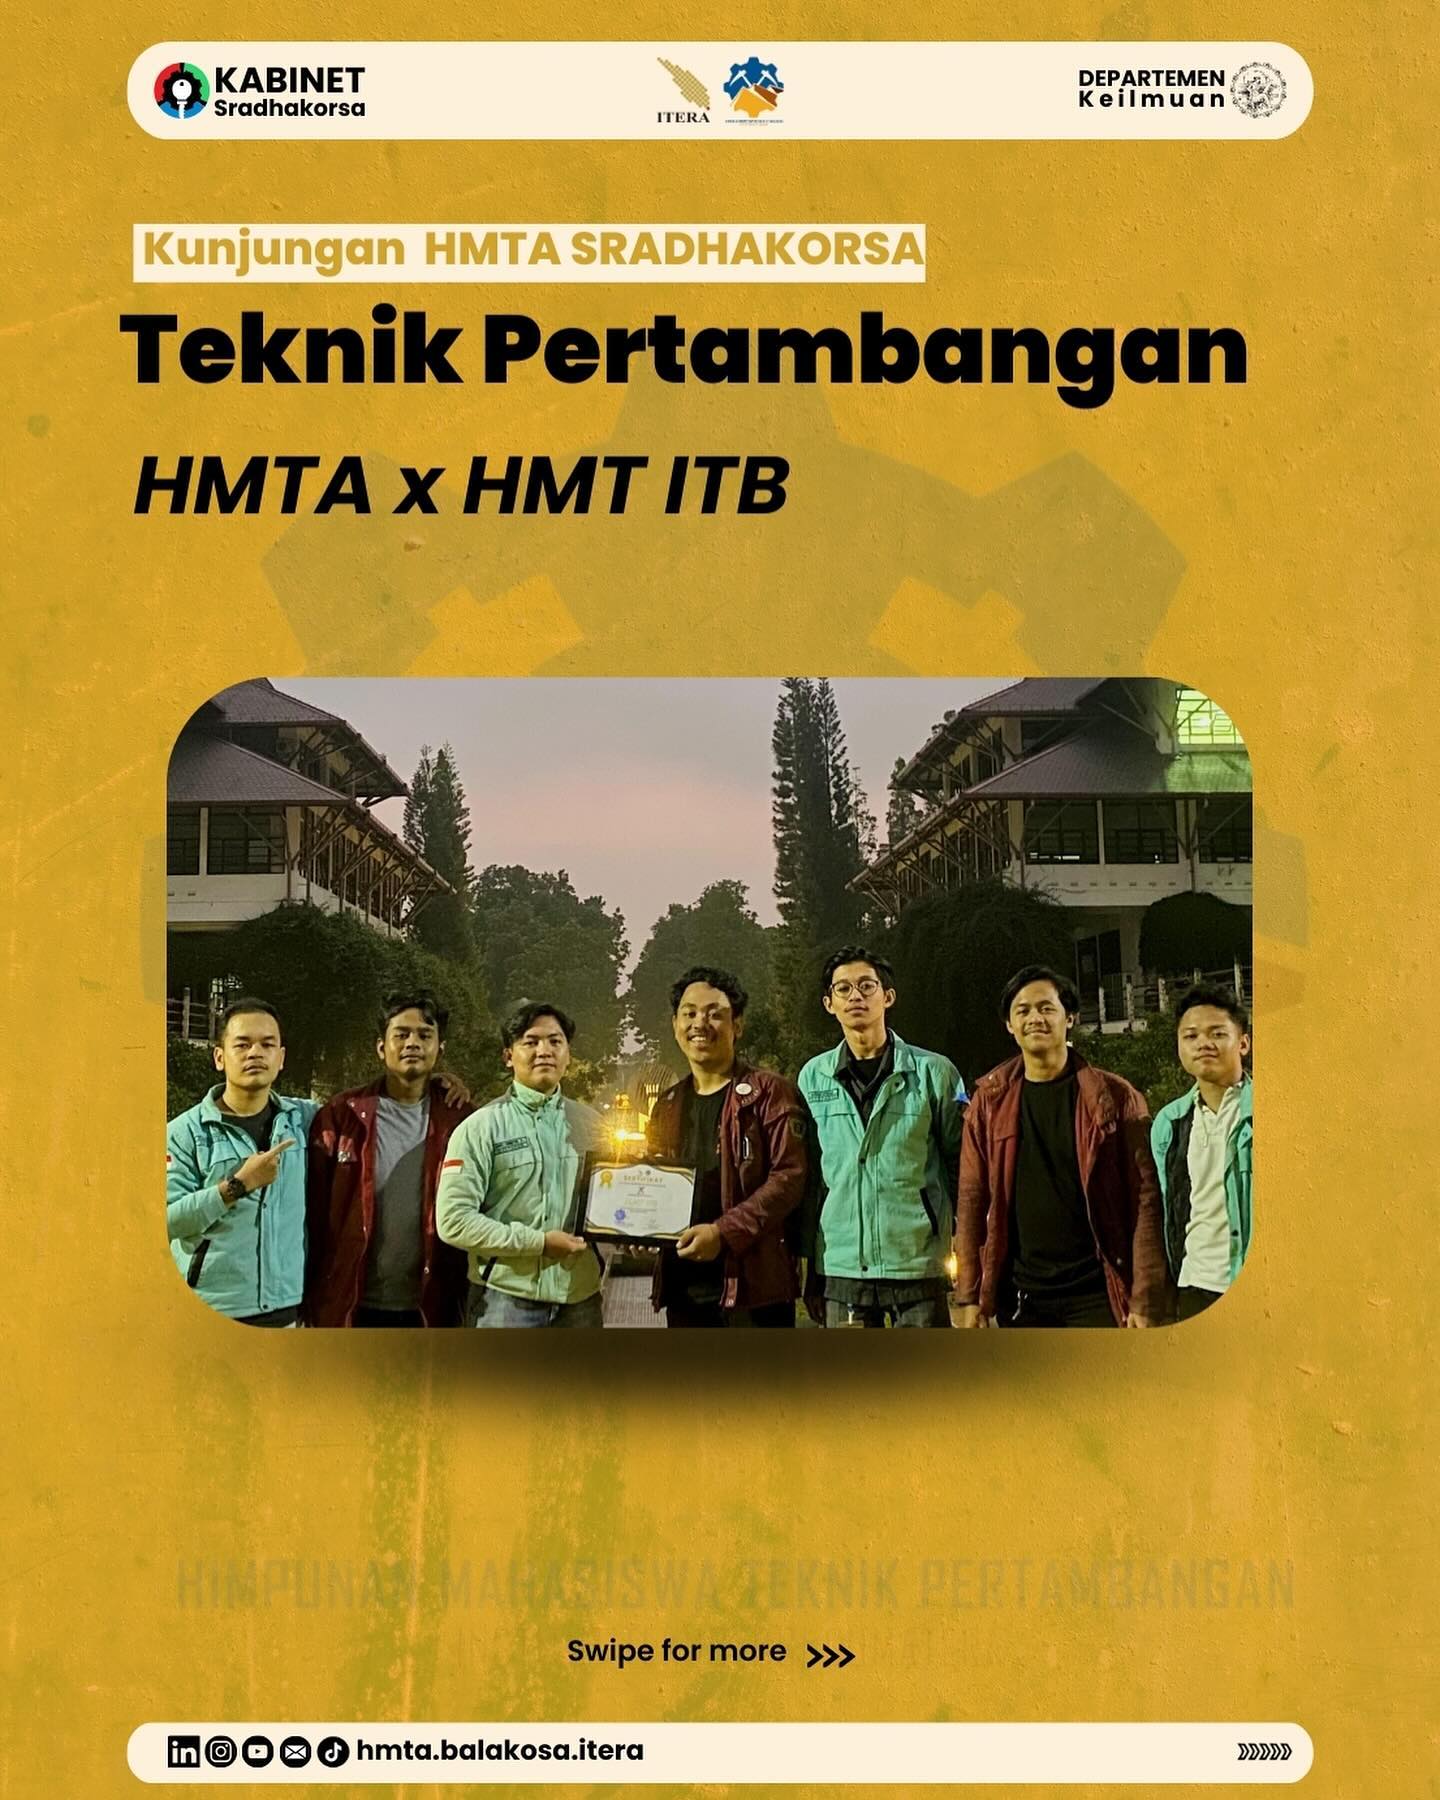 KABINET
Sradhakorsa
ITERA
DEPARTEMEN
Keilmuan
Kunjungan HMTA SRADHAKORSA
Teknik Pertambangan
HMTA x HMT ITB
SERTIFIKAT
HIMPUNAN MAHASISWA TEKNIK PERTAMBANGAN
Swipe for more >>>
hmta.balakosa.itera